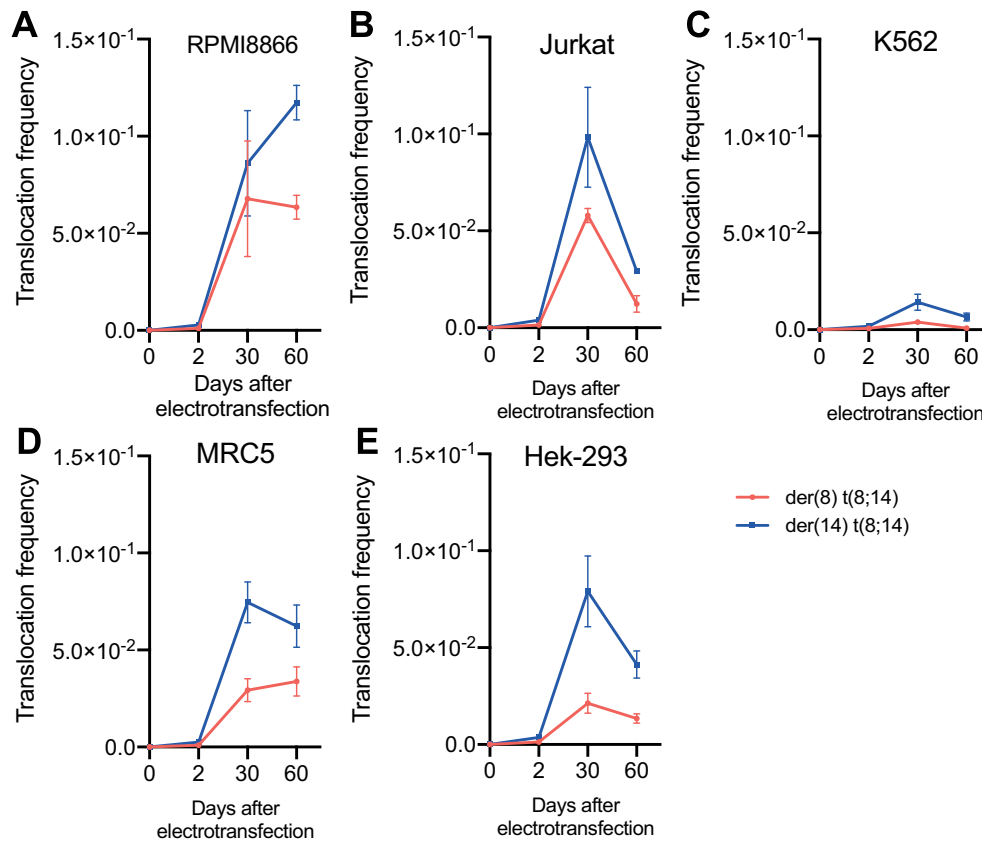 A
RPMI8866
Translocation frequency
1.5×10⁻¹
1.0×10⁻¹
5.0×10⁻²
0.0
0 2 30 60
Days after
electrotransfection
B
Jurkat
Translocation frequency
1.5×10⁻¹
1.0×10⁻¹
5.0×10⁻²
0.0
0 2 30 60
Days after
electrotransfection
C
K562
Translocation frequency
1.5×10⁻¹
1.0×10⁻¹
5.0×10⁻²
0.0
0 2 30 60
Days after
electrotransfection
D
MRC5
Translocation frequency
1.5×10⁻¹
1.0×10⁻¹
5.0×10⁻²
0.0
0 2 30 60
Days after
electrotransfection
E
Hek-293
Translocation frequency
1.5×10⁻¹
1.0×10⁻¹
5.0×10⁻²
0.0
0 2 30 60
Days after
electrotransfection
der(8) t(8;14)
der(14) t(8;14)